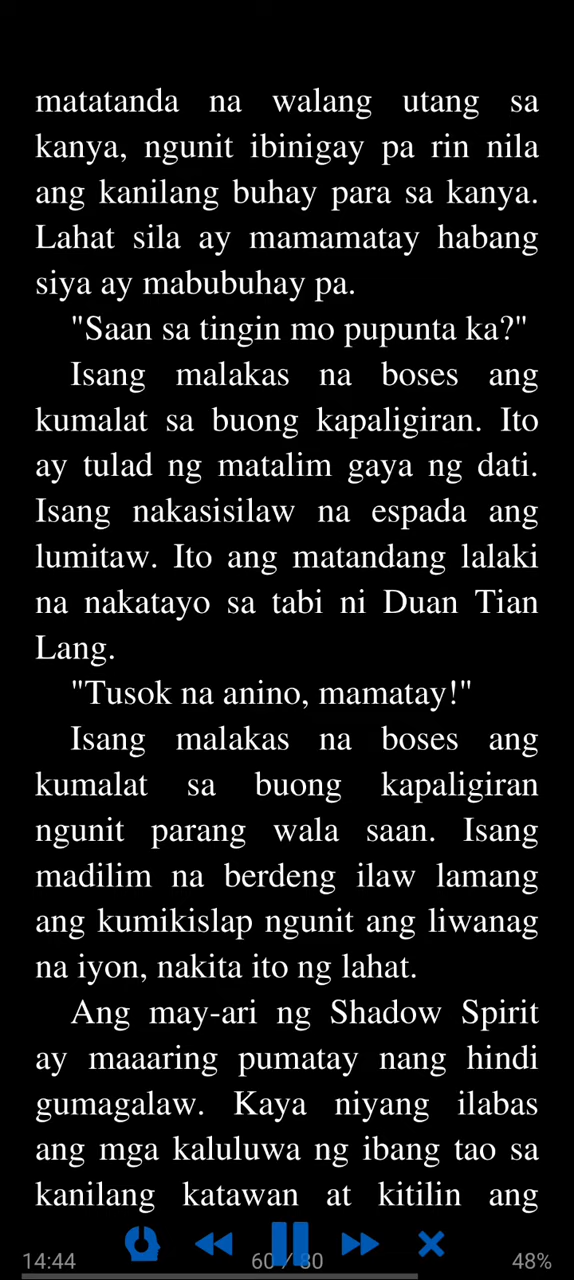 matatanda na walang utang sa
kanya, ngunit ibinigay pa rin nila
ang kanilang buhay para sa kanya.
Lahat sila ay mamamatay habang
siya ay mabubuhay pa.
"Saan sa tingin mo pupunta ka?"
Isang malakas na boses ang
kumalat sa buong kapaligiran. Ito
ay tulad ng matalim gaya ng dati.
Isang nakasisilaw na espada ang
lumitaw. Ito ang matandang lalaki
na nakatayo sa tabi ni Duan Tian
Lang.
"Tusok na anino, mamatay!"
Isang malakas na boses ang
kumalat sa buong kapaligiran
ngunit parang wala saan. Isang
madilim na berdeng ilaw lamang
ang kumikislap ngunit ang liwanag
na iyon, nakita ito ng lahat.
Ang may-ari ng Shadow Spirit
ay maaaring pumatay nang hindi
gumagalaw. Kaya niyang ilabas
ang mga kaluluwa ng ibang tao sa
kanilang katawan at kitilin ang
14:44 60 / 80 48%